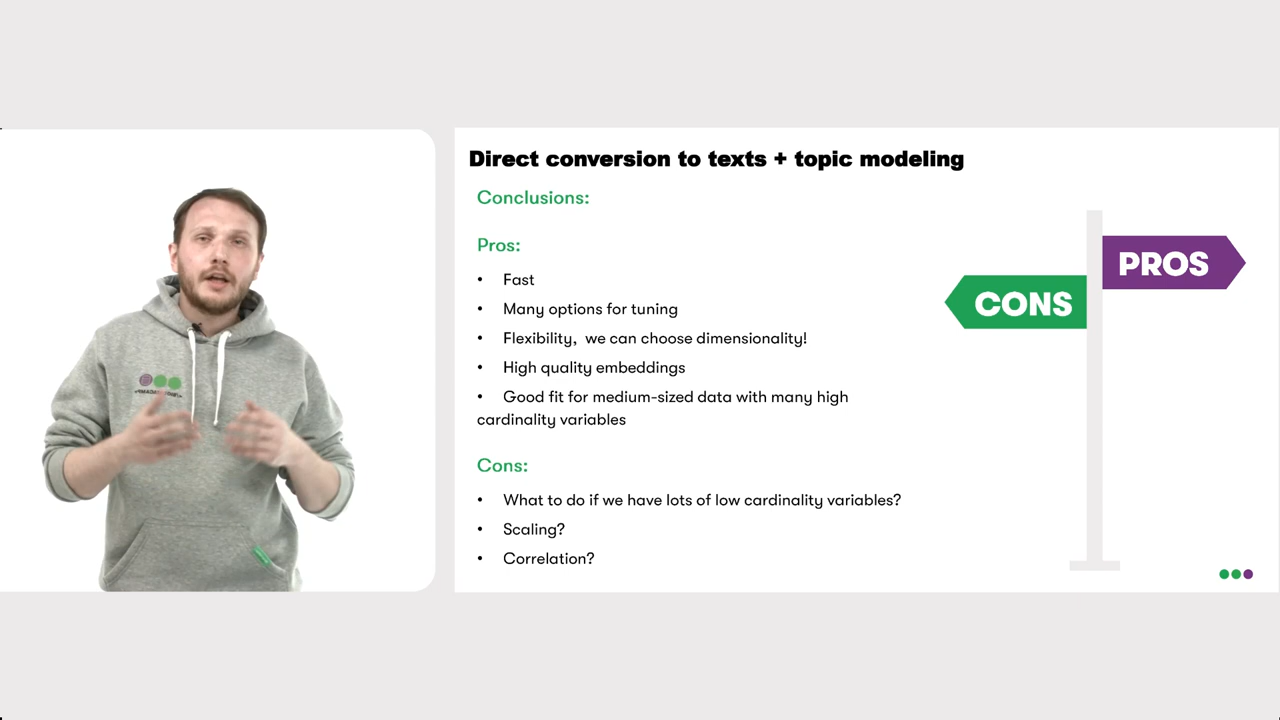 Direct conversion to texts + topic modeling
Conclusions:
Pros:
• Fast
• Many options for tuning
• Flexibility, we can choose dimensionality!
• High quality embeddings
• Good fit for medium-sized data with many high
cardinality variables
Cons:
• What to do if we have lots of low cardinality variables?
• Scaling?
• Correlation?
PROS
CONS